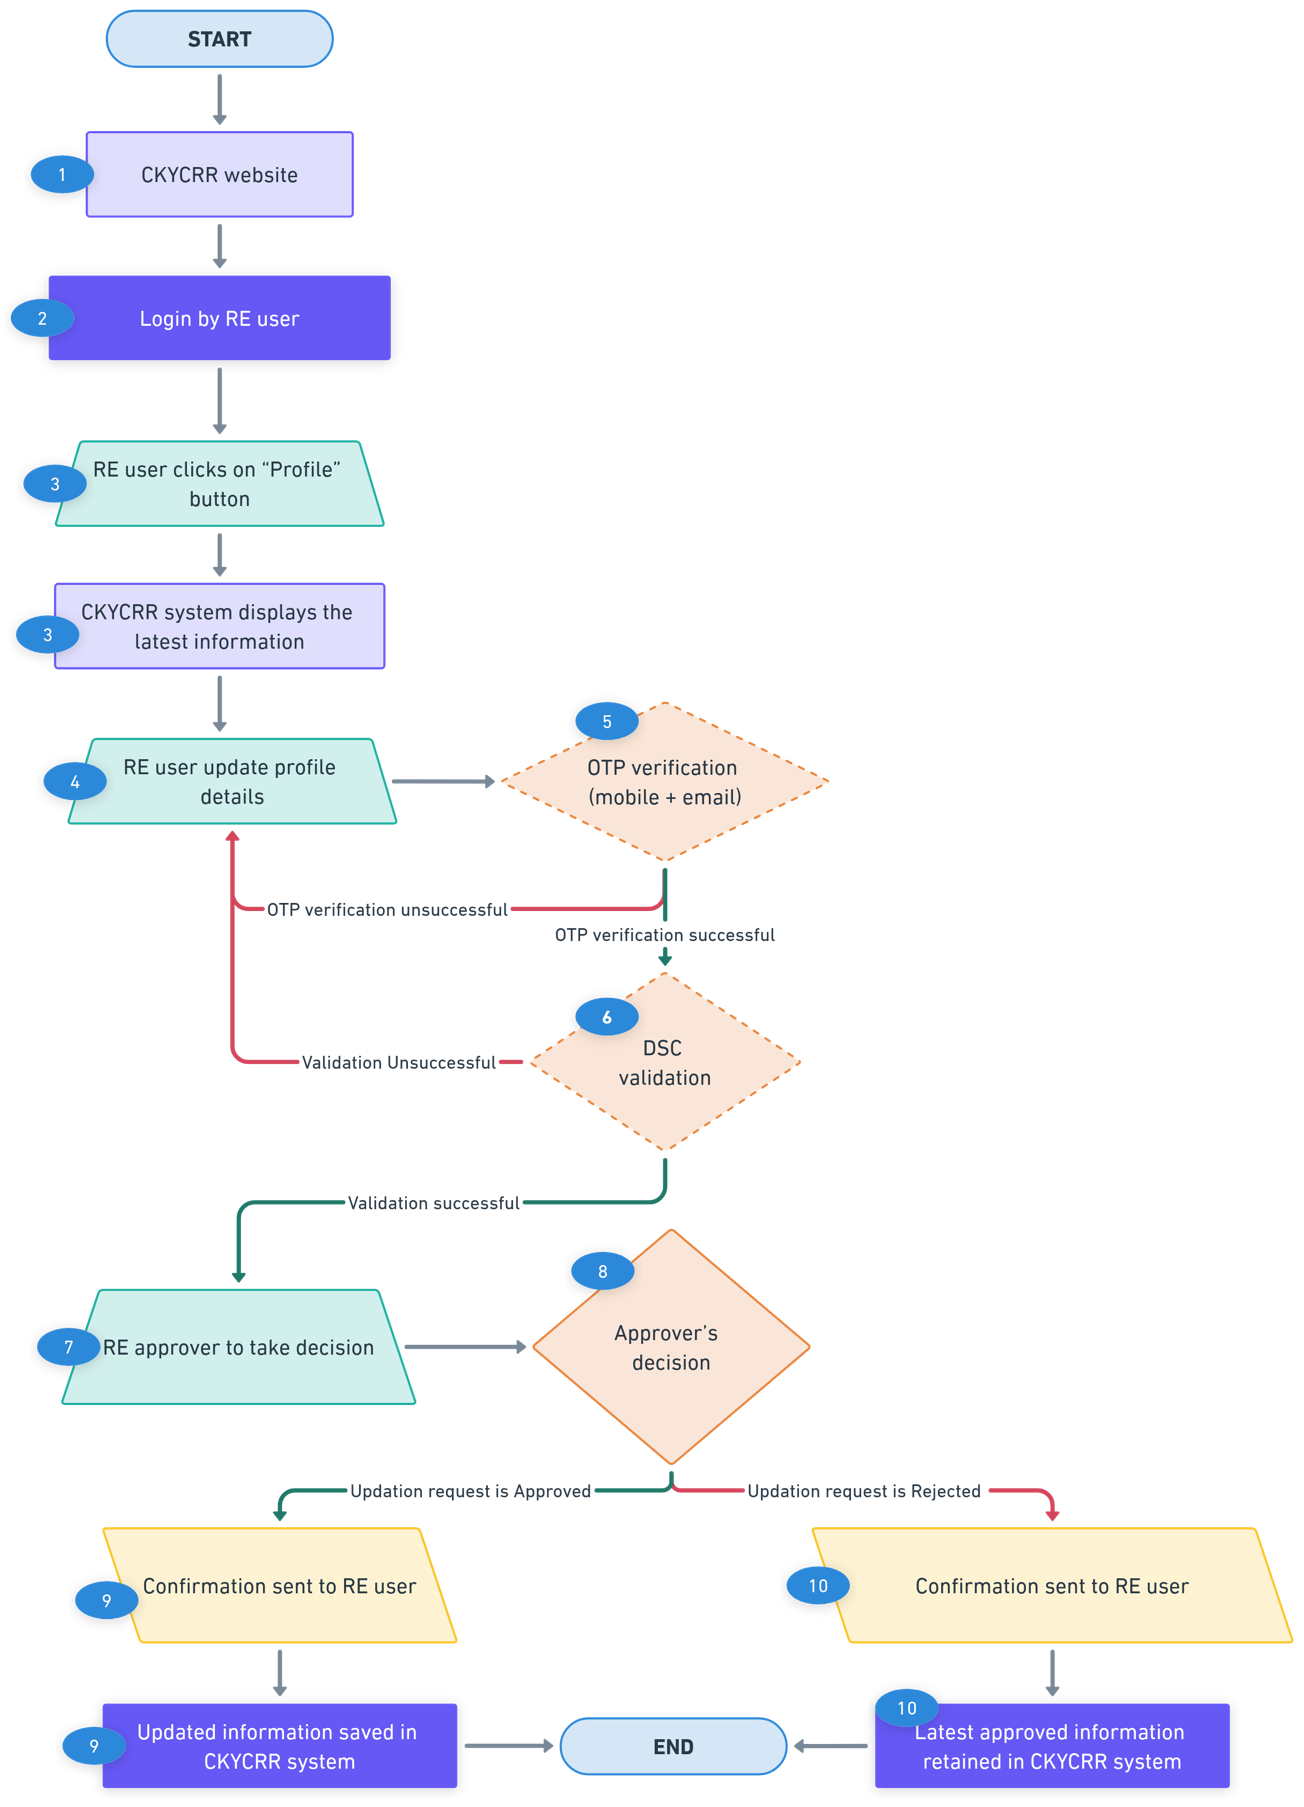 START
1
CKYCRR website
2
Login by RE user
3
RE user clicks on “Profile”
button
3
CKYCRR system displays the
latest information
4
RE user update profile
details
5
OTP verification
(mobile + email)
OTP verification unsuccessful
OTP verification successful
6
DSC
validation
Validation Unsuccessful
Validation successful
7
RE approver to take decision
8
Approver’s
decision
Updation request is Approved
Updation request is Rejected
9
Confirmation sent to RE user
10
Confirmation sent to RE user
9
Updated information saved in
CKYCRR system
END
10
Latest approved information
retained in CKYCRR system